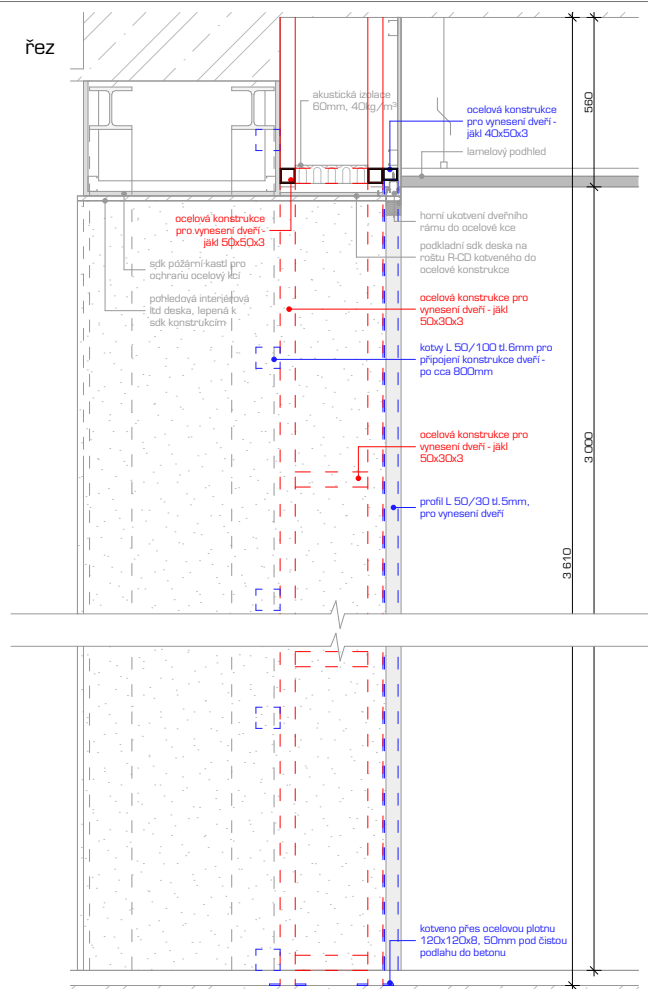 řez
akustická izolace
60mm, 40kg/m³
ocelová konstrukce
pro vynesení dveří -
jäkl 40x50x3
lamelový podhled
560
ocelová konstrukce
pro vynesení dveří -
jäkl 50x50x3
horní ukotvení dveřního
rámu do ocelové kce
podkladní sdk deska na
roštu R-CD kotveného do
ocelové konstrukce
sdk požární kastl pro
ochranu ocelový kcí
pohledová interiérová
ltd deska, lepená k
sdk konstrukcím
ocelová konstrukce pro
vynesení dveří - jäkl
50x30x3
kotvy L 50/100 tl.6mm pro
připojení konstrukce dveří -
po cca 800mm
ocelová konstrukce pro
vynesení dveří - jäkl
50x30x3
3 000
profil L 50/30 tl.5mm,
pro vynesení dveří
3 610
kotveno přes ocelovou plotnu
120x120x8, 50mm pod čistou
podlahu do betonu